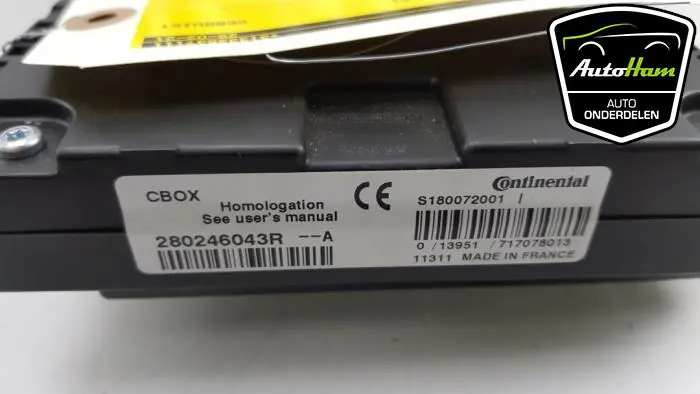 AutoHam
AUTO
ONDERDELEN
CBOX
Homologation
See user's manual
280246043R --A
CE
Continental
S180072001 I
0 /13951 /717078013
11311 MADE IN FRANCE